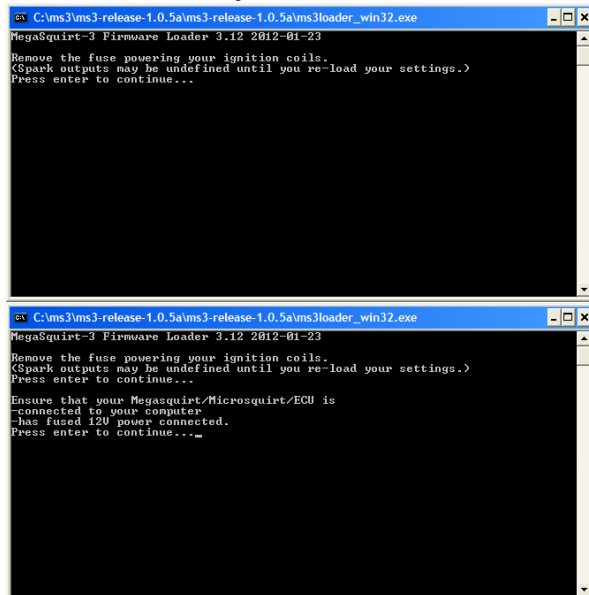 C:\ms3\ms3-release-1.0.5a\ms3-release-1.0.5a\ms3loader_win32.exe
MegaSquirt-3 Firmware Loader 3.12 2012-01-23
Remove the fuse powering your ignition coils.
(Spark outputs may be undefined until you re-load your settings.)
Press enter to continue...
C:\ms3\ms3-release-1.0.5a\ms3-release-1.0.5a\ms3loader_win32.exe
MegaSquirt-3 Firmware Loader 3.12 2012-01-23
Remove the fuse powering your ignition coils.
(Spark outputs may be undefined until you re-load your settings.)
Press enter to continue...
Ensure that your Megasquirt/Microsquirt/ECU is
-connected to your computer
-has fused 12V power connected.
Press enter to continue..._